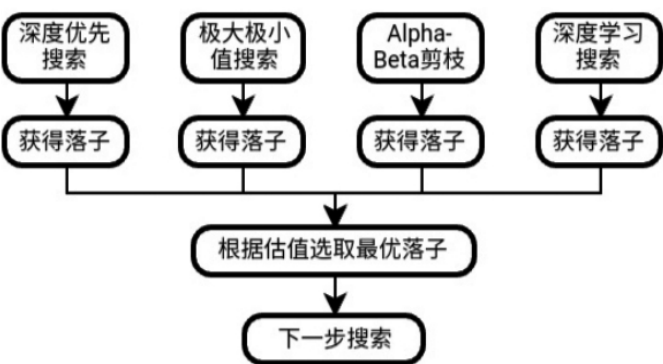 深度优先
搜索
极大极小
值搜索
Alpha-
Beta剪枝
深度学习
搜索
获得落子
获得落子
获得落子
获得落子
根据估值选取最优落子
下一步搜索